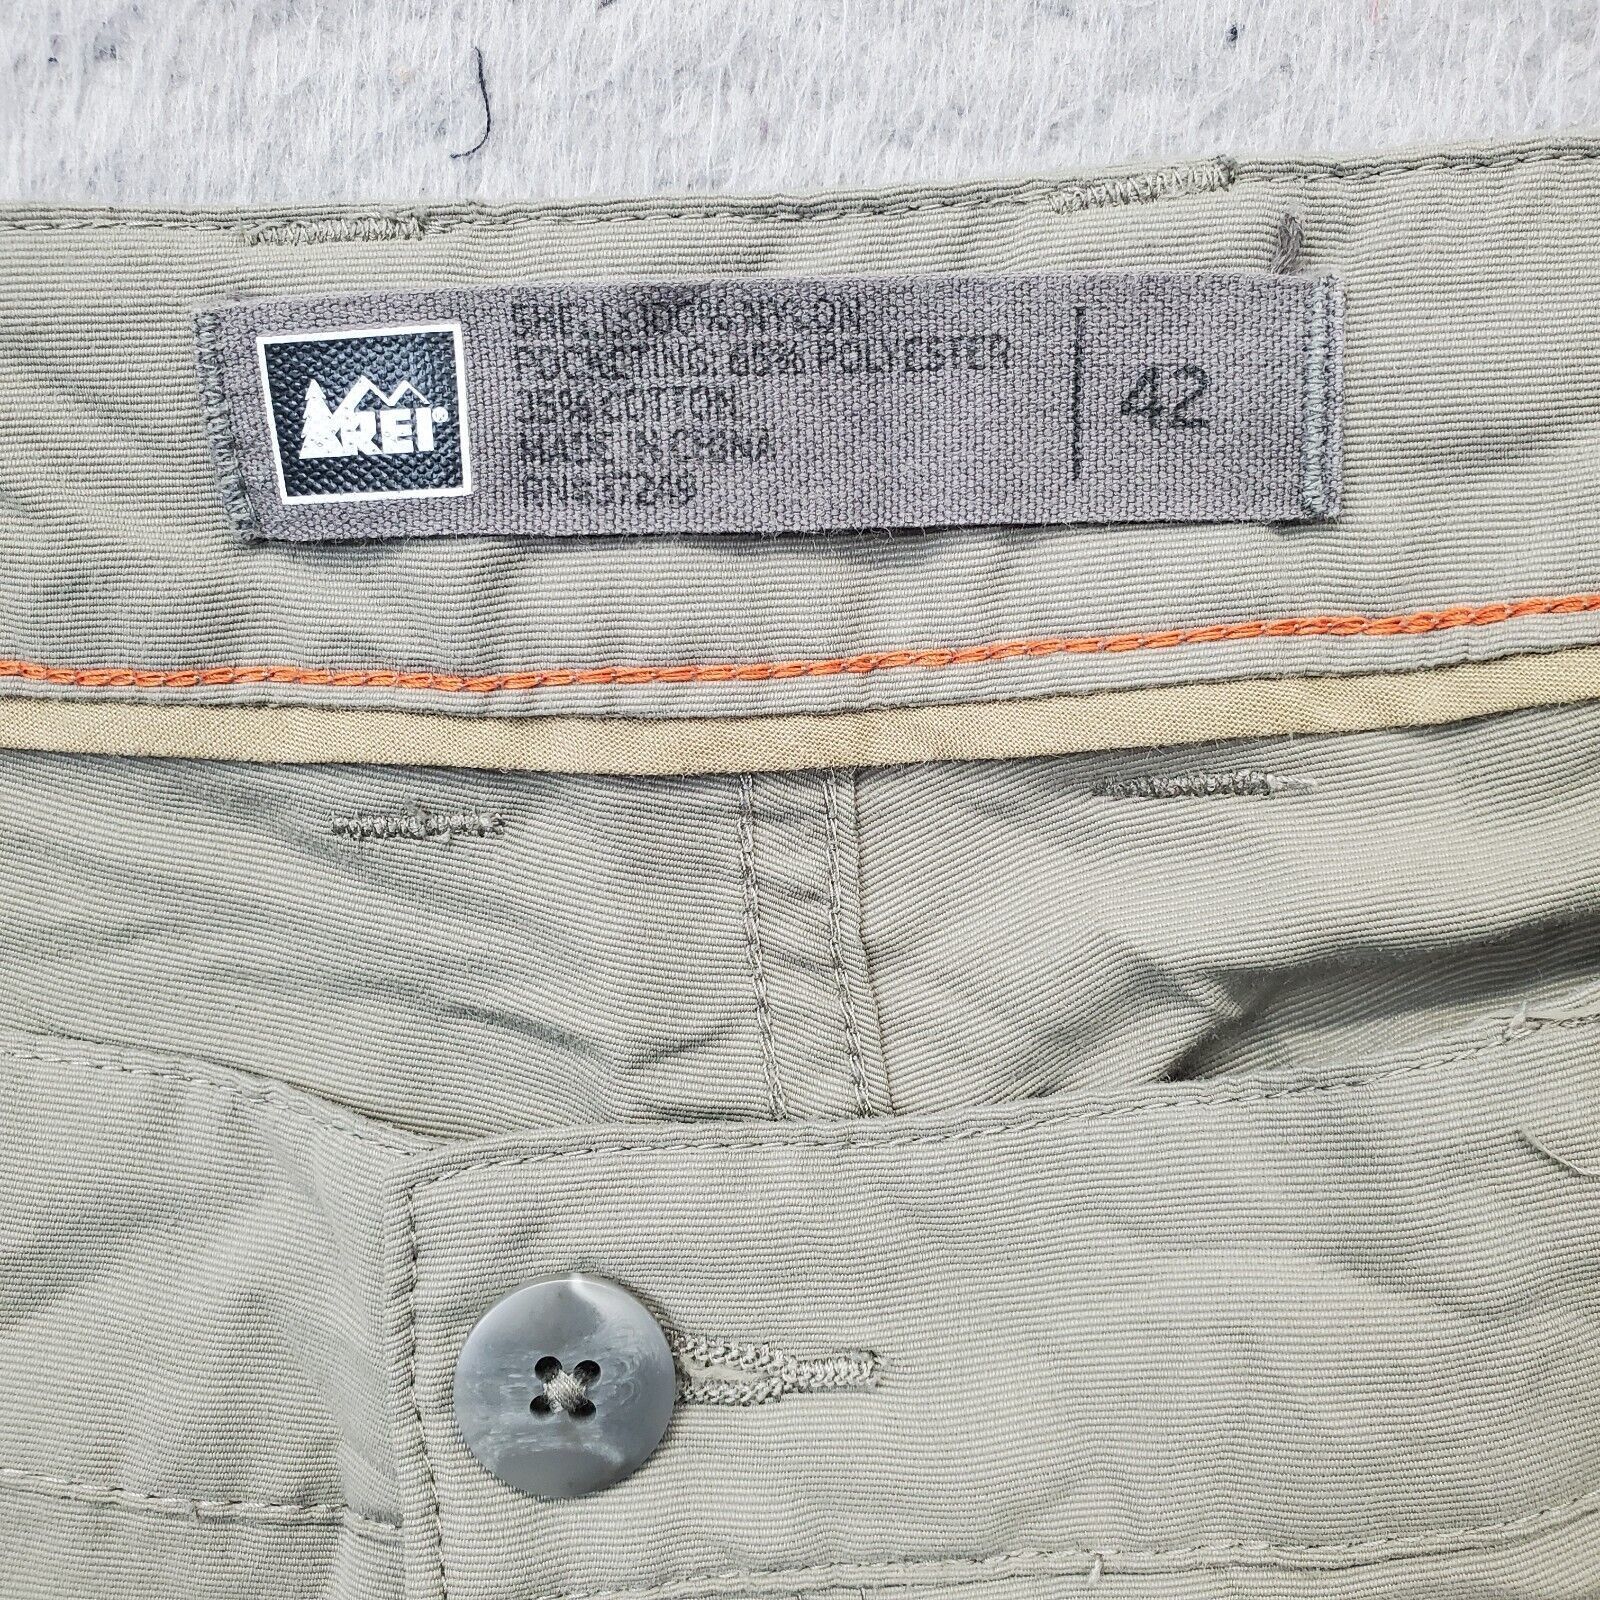 REI®
SHELL: 100% NYLON
POCKETING: 65% POLYESTER
35% COTTON
MADE IN CHINA
42